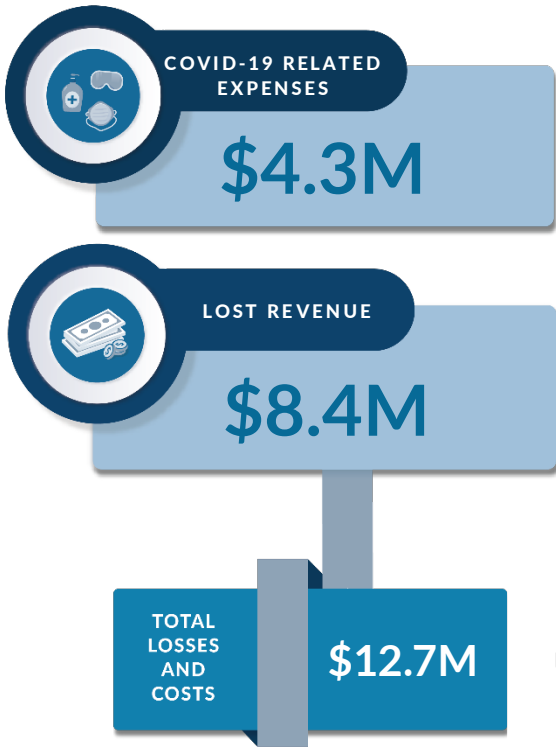 COVID-19 RELATED
EXPENSES
$4.3M
LOST REVENUE
$8.4M
TOTAL
LOSSES
AND
COSTS
$12.7M